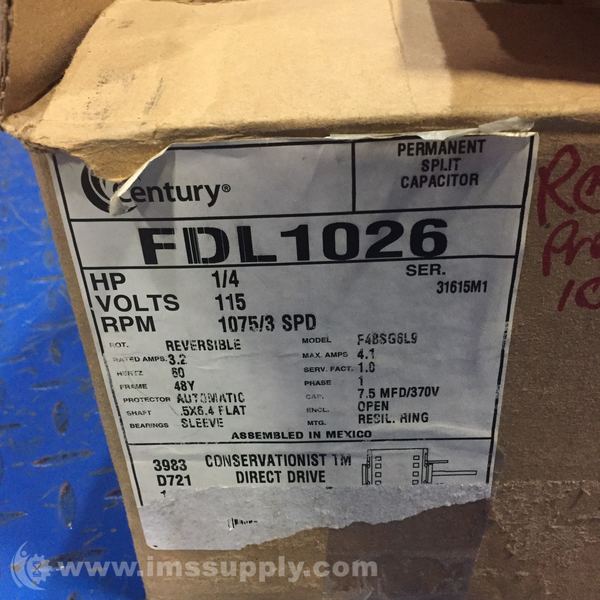 Century®
PERMANENT
SPLIT
CAPACITOR
FDL1026
HP 1/4 SER. 31615M1
VOLTS 115
RPM 1075/3 SPD
ROT. REVERSIBLE MODEL F48SG6L9
RATED AMPS. 3.2 MAX. AMPS 4.1
HERTZ 60 SERV. FACT. 1.0
FRAME 48Y PHASE 1
PROTECTOR AUTOMATIC CAP. 7.5 MFD/370V
SHAFT .5X6.4 FLAT ENCL. OPEN
BEARINGS SLEEVE MTG. RESIL. RING
ASSEMBLED IN MEXICO
3983 CONSERVATIONIST TM
D721 DIRECT DRIVE
www.imssupply.com